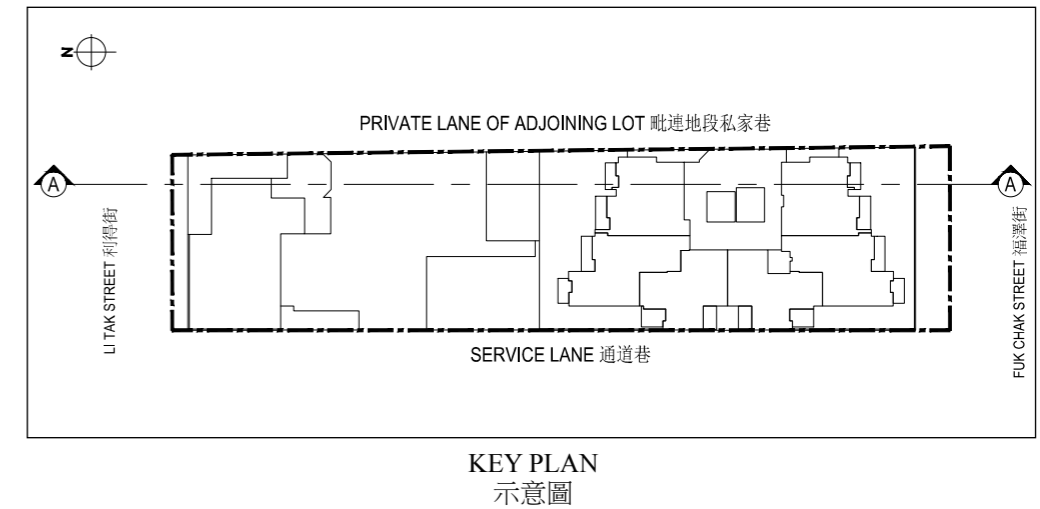 N
PRIVATE LANE OF ADJOINING LOT 毗連地段私家巷
A
A
LI TAK STREET 利得街
FUK CHAK STREET 福澤街
SERVICE LANE 通道巷
KEY PLAN
示意圖